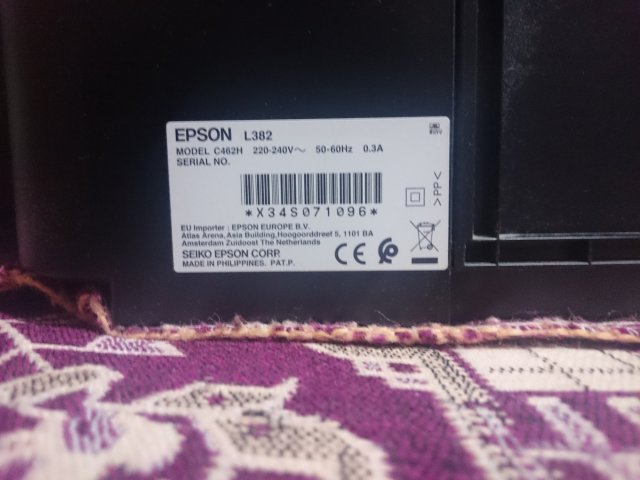 EPSON L382
MODEL C462H 220-240V～ 50-60Hz 0.3A
SERIAL NO.
*X34S071096*
>PP<
EU Importer : EPSON EUROPE B.V.
Atlas Arena, Asia Building, Hoogoorddreef 5, 1101 BA
Amsterdam Zuidoost The Netherlands
SEIKO EPSON CORP.
MADE IN PHILIPPINES. PAT.P.
CE